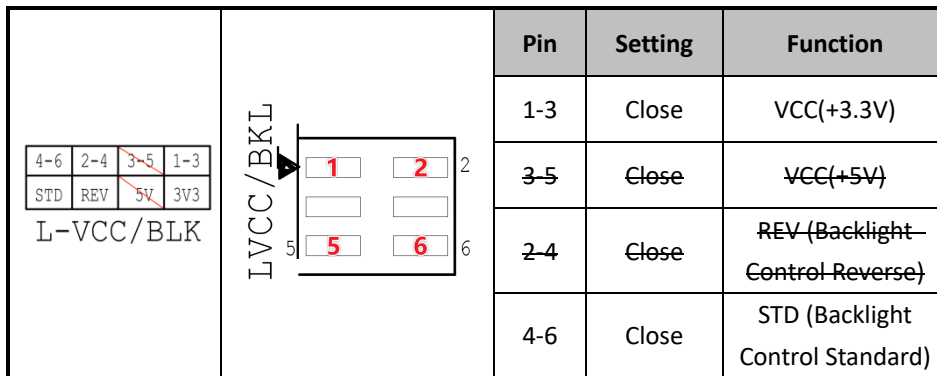 4-6 2-4 3-5 1-3
STD REV 5V 3V3
L-VCC/BLK
LVCC/BKL
1 2 2
5 5 6 6
Pin Setting Function
1-3 Close VCC(+3.3V)
3-5 Close VCC(+5V)
2-4 Close REV (Backlight
Control Reverse)
4-6 Close STD (Backlight
Control Standard)